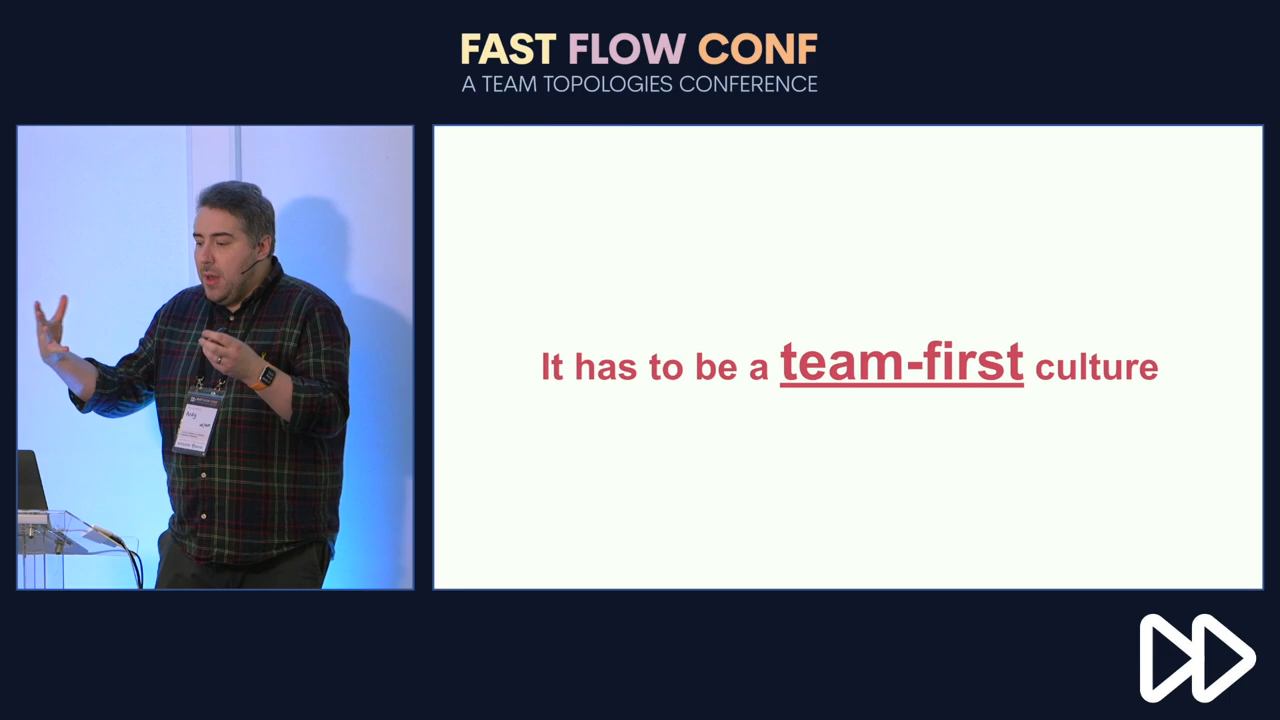 FAST FLOW CONF
A TEAM TOPOLOGIES CONFERENCE
It has to be a team-first culture